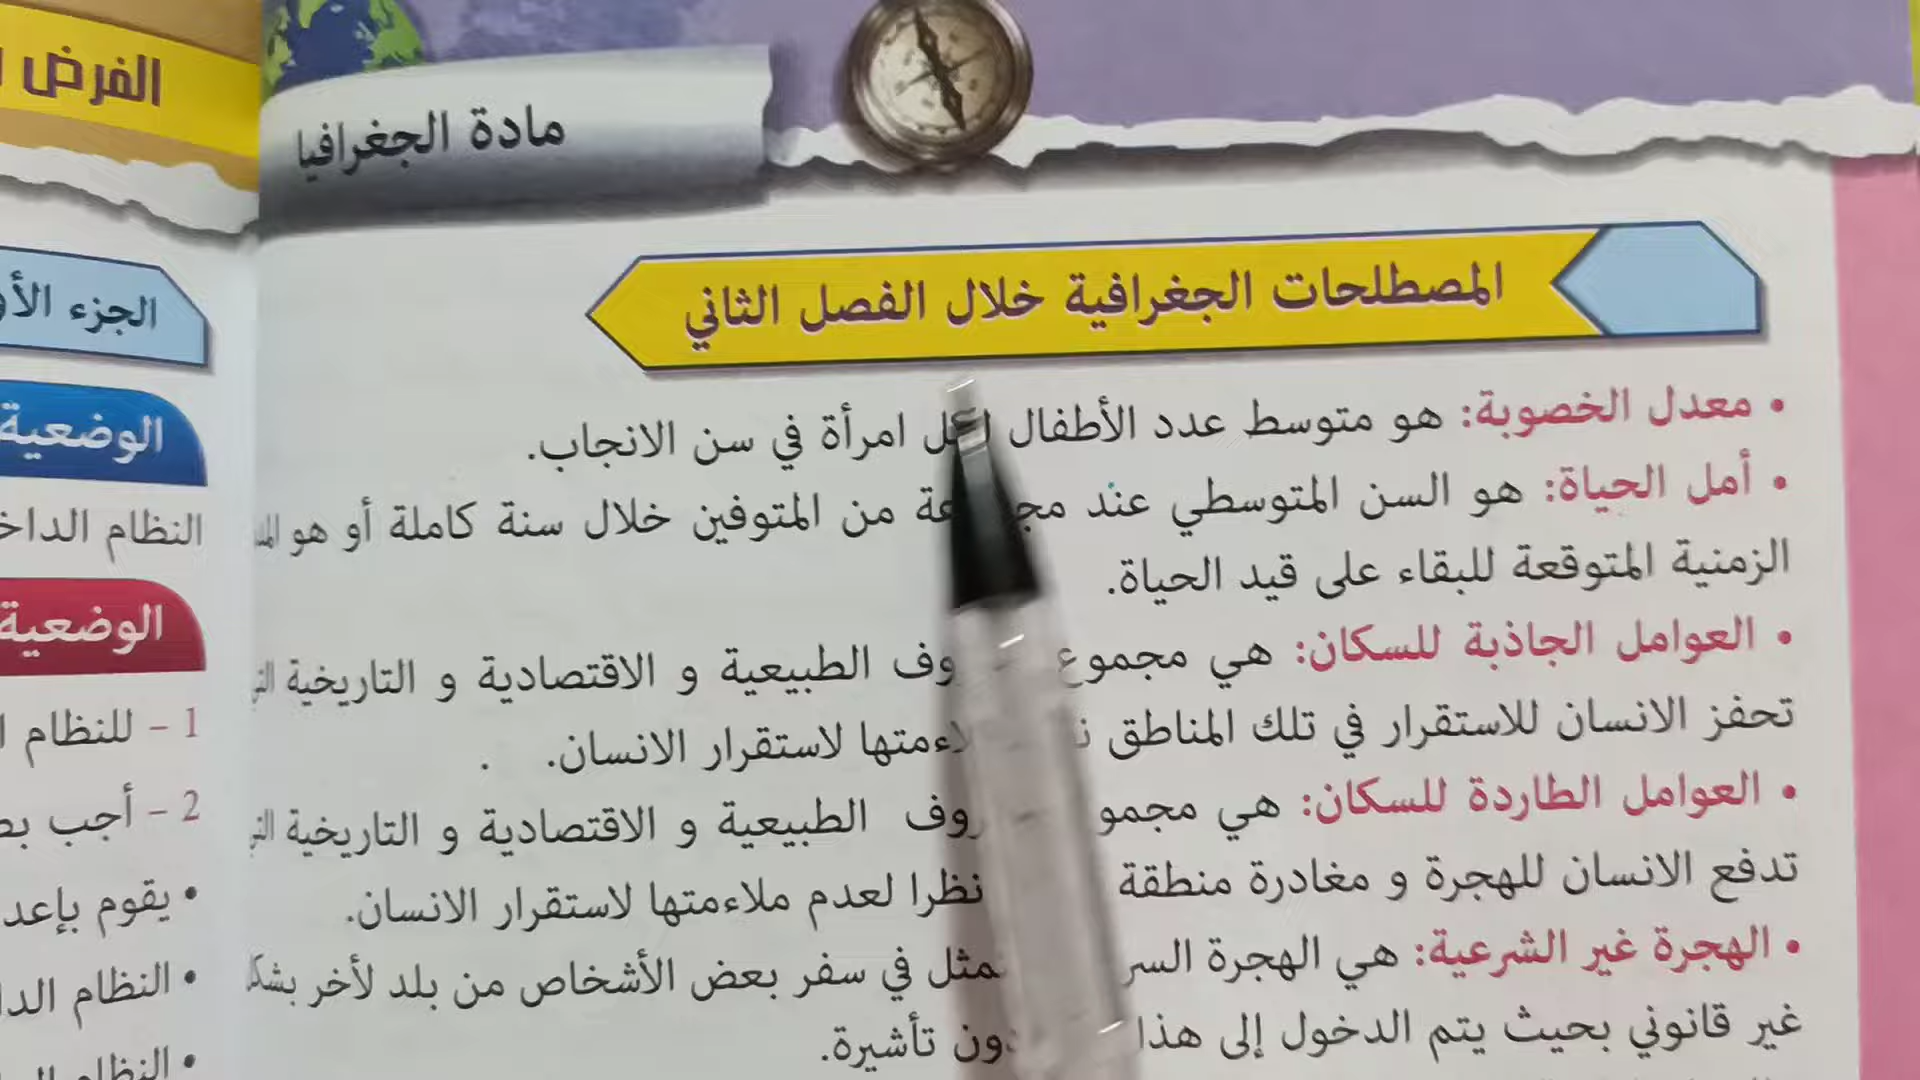 مادة الجغرافيا
المصطلحات الجغرافية خلال الفصل الثاني
• معدل الخصوبة: هو متوسط عدد الأطفال لكل امرأة في سن الانجاب.
• أمل الحياة: هو السن المتوسطي عند من المتوفين خلال سنة كاملة أو هو
الزمنية المتوقعة للبقاء على قيد الحياة.
• العوامل الجاذبة للسكان: هي الطبيعية و الاقتصادية و التاريخية
تحفز الانسان للاستقرار في تلك المناطق لاستقرار الانسان.
• العوامل الطاردة للسكان: هي الطبيعية و الاقتصادية و التاريخية
تدفع الانسان للهجرة و مغادرة منطقة نظرا لعدم ملاءمتها لاستقرار الانسان.
• الهجرة غير الشرعية: هي الهجرة في سفر بعض الأشخاص من بلد لأخر
غير قانوني بحيث يتم الدخول إلى هذا تأشيرة.
الفرض
الجزء
الوضعية
النظام
الوضعية
1 – للنظام
2 – أجب
• يقوم
• النظام
• النظام